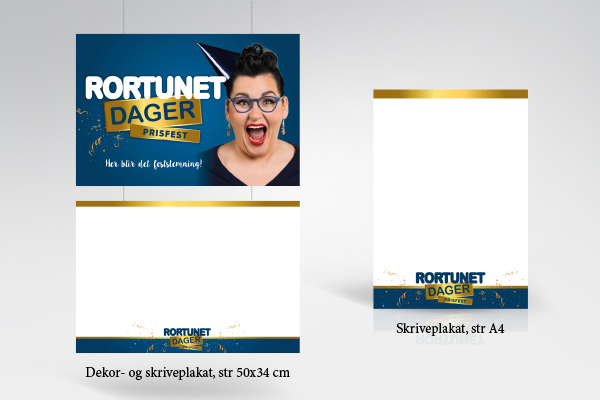 RORTUNET
DAGER
PRISFEST
Her blir det feststemning!
RORTUNET
DAGER
PRISFEST
Dekor- og skriveplakat, str 50x34 cm
RORTUNET
DAGER
PRISFEST
Skriveplakat, str A4